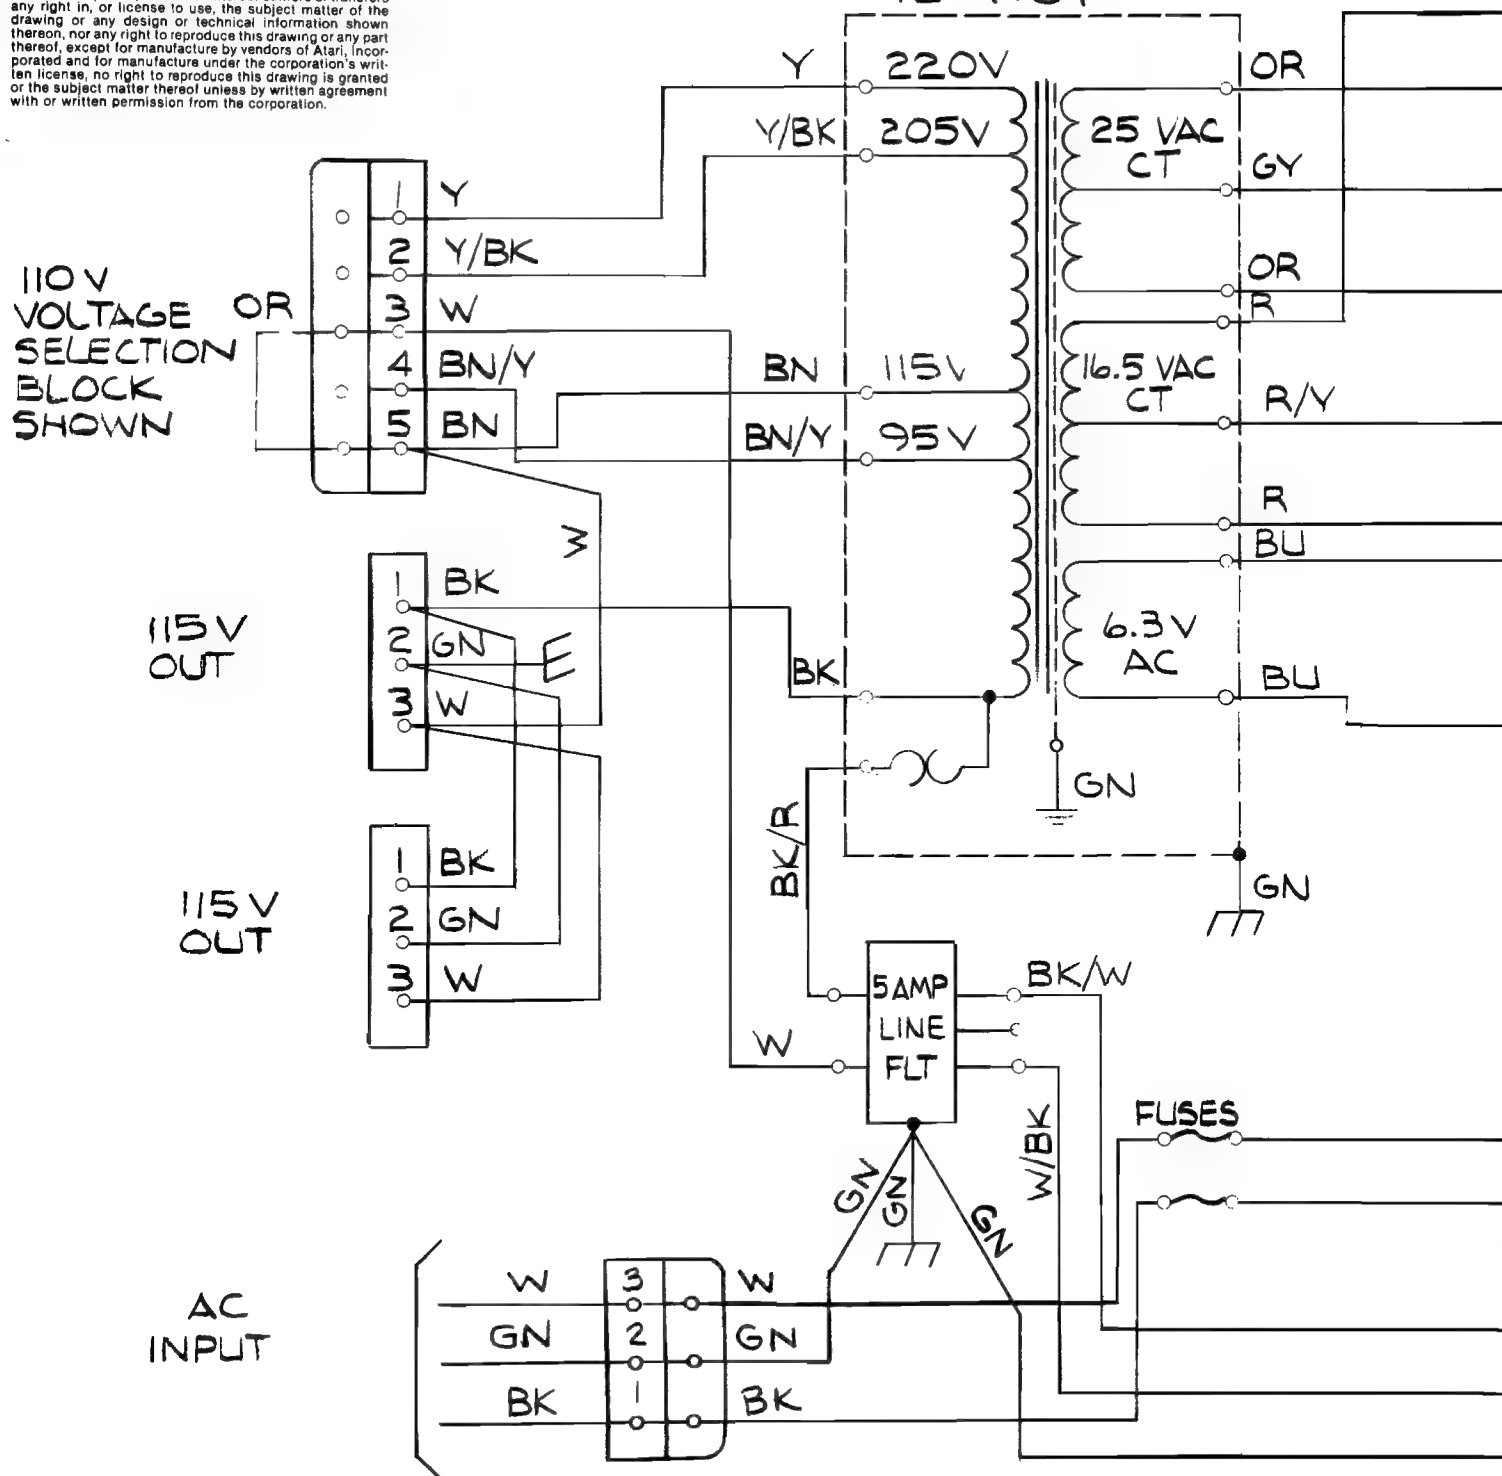 any right in, or license to use, the subject matter of the
drawing or any design or technical information shown
thereon, nor any right to reproduce this drawing or any part
thereof, except for manufacture by vendors of Atari, Incor-
porated and for manufacture under the corporation's writ-
ten license, no right to reproduce this drawing is granted
or the subject matter thereof unless by written agreement
with or written permission from the corporation.
110V
VOLTAGE
SELECTION
BLOCK
SHOWN
OR
1
Y
2
Y/BK
3
W
4
BN/Y
5
BN
W
Y
220V
Y/BK
205V
BN
115V
BN/Y
95V
BK
OR
25 VAC
CT
GY
OR
R
16.5 VAC
CT
R/Y
R
BU
6.3V
AC
BU
GN
GN
115V
OUT
1
BK
2
GN
3
W
115V
OUT
1
BK
2
GN
3
W
BK/R
5AMP
LINE
FLT
BK/W
W
W/BK
GN
GN
GN
FUSES
AC
INPUT
W
3
W
GN
2
GN
BK
1
BK